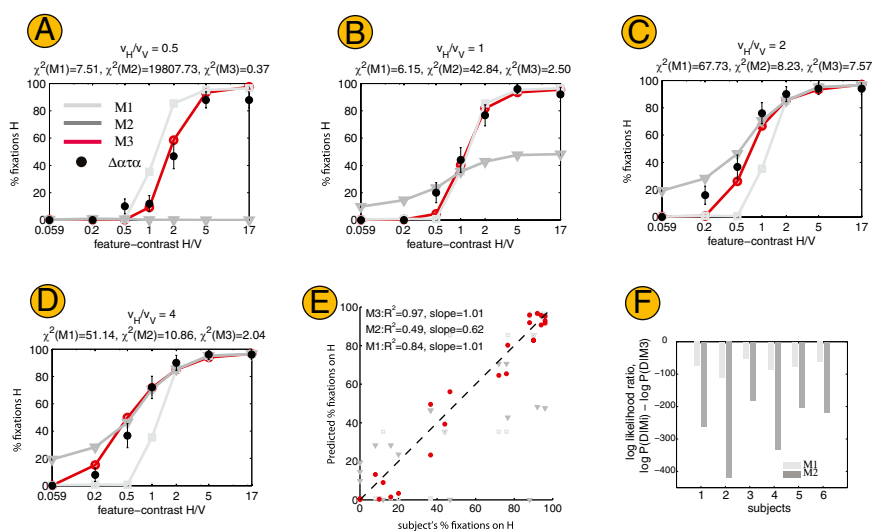 A
v_H/v_V = 0.5
χ²(M1)=7.51, χ²(M2)=19807.73, χ²(M3)=0.37
% fixations H
100
80
60
40
20
0
M1
M2
M3
Δατα
0.059 0.2 0.5 1 2 5 17
feature-contrast H/V
B
v_H/v_V = 1
χ²(M1)=6.15, χ²(M2)=42.84, χ²(M3)=2.50
% fixations H
100
80
60
40
20
0
0.059 0.2 0.5 1 2 5 17
feature-contrast H/V
C
v_H/v_V = 2
χ²(M1)=67.73, χ²(M2)=8.23, χ²(M3)=7.57
% fixations H
100
80
60
40
20
0
0.059 0.2 0.5 1 2 5 17
feature-contrast H/V
D
v_H/v_V = 4
χ²(M1)=51.14, χ²(M2)=10.86, χ²(M3)=2.04
% fixations H
100
80
60
40
20
0
0.059 0.2 0.5 1 2 5 17
feature-contrast H/V
E
M3:R²=0.97, slope=1.01
M2:R²=0.49, slope=0.62
M1:R²=0.84, slope=1.01
Predicted % fixations on H
100
80
60
40
20
0
0 20 40 60 80 100
subject's % fixations on H
F
log likelihood ratio,
log P(DIMi) − log P(DIM3)
0
−100
−200
−300
−400
M1
M2
1 2 3 4 5 6
subjects